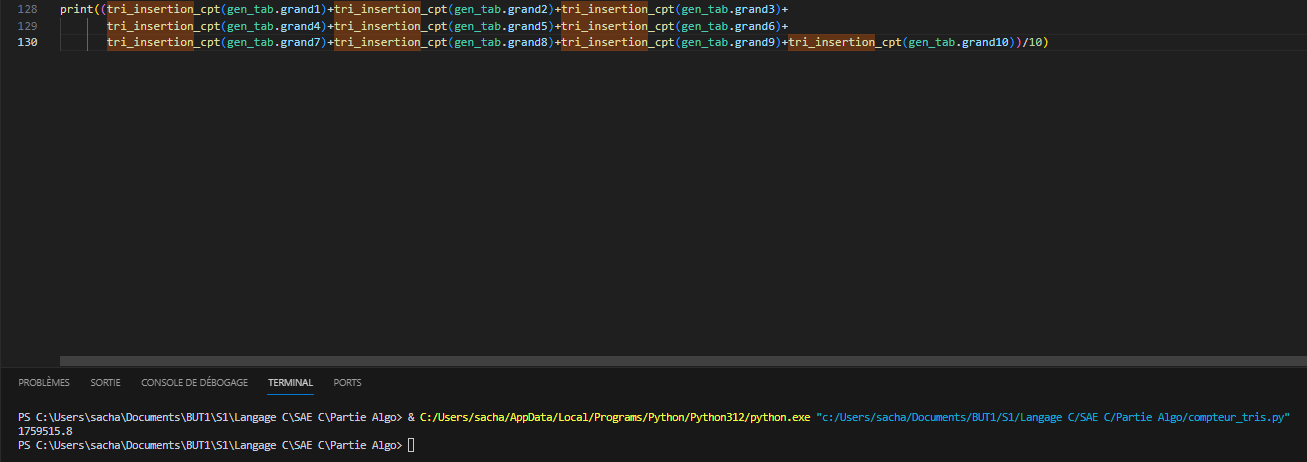 128 print((tri_insertion_cpt(gen_tab.grand1)+tri_insertion_cpt(gen_tab.grand2)+tri_insertion_cpt(gen_tab.grand3)+
129 tri_insertion_cpt(gen_tab.grand4)+tri_insertion_cpt(gen_tab.grand5)+tri_insertion_cpt(gen_tab.grand6)+
130 tri_insertion_cpt(gen_tab.grand7)+tri_insertion_cpt(gen_tab.grand8)+tri_insertion_cpt(gen_tab.grand9)+tri_insertion_cpt(gen_tab.grand10))/10)
PROBLÈMES SORTIE CONSOLE DE DÉBOGAGE TERMINAL PORTS
PS C:\Users\sacha\Documents\BUT1\S1\Langage C\SAE C\Partie Algo> & C:/Users/sacha/AppData/Local/Programs/Python/Python312/python.exe "c:/Users/sacha/Documents/BUT1/S1/Langage C/SAE C/Partie Algo/compteur_tris.py"
1759515.8
PS C:\Users\sacha\Documents\BUT1\S1\Langage C\SAE C\Partie Algo>